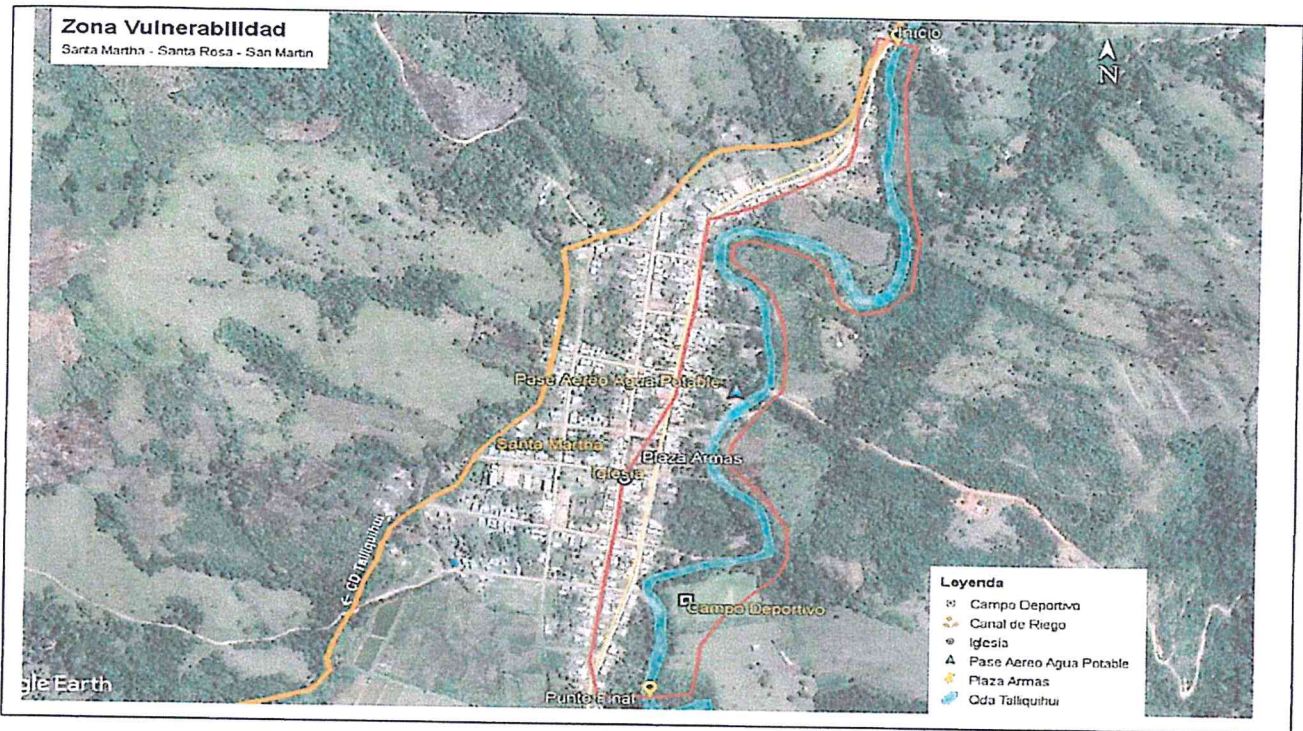 Zona Vulnerabilidad
Santa Martha - Santa Rosa - San Martin
Inicio
N
Pase Aereo Agua Potable
Santa Martha
Plaza Armas
Iglesia
CD Talliquihui
Campo Deportivo
Punto Final
gle Earth
Leyenda
Campo Deportivo
Canal de Riego
Iglesia
Pase Aereo Agua Potable
Plaza Armas
Qda Talliquihui